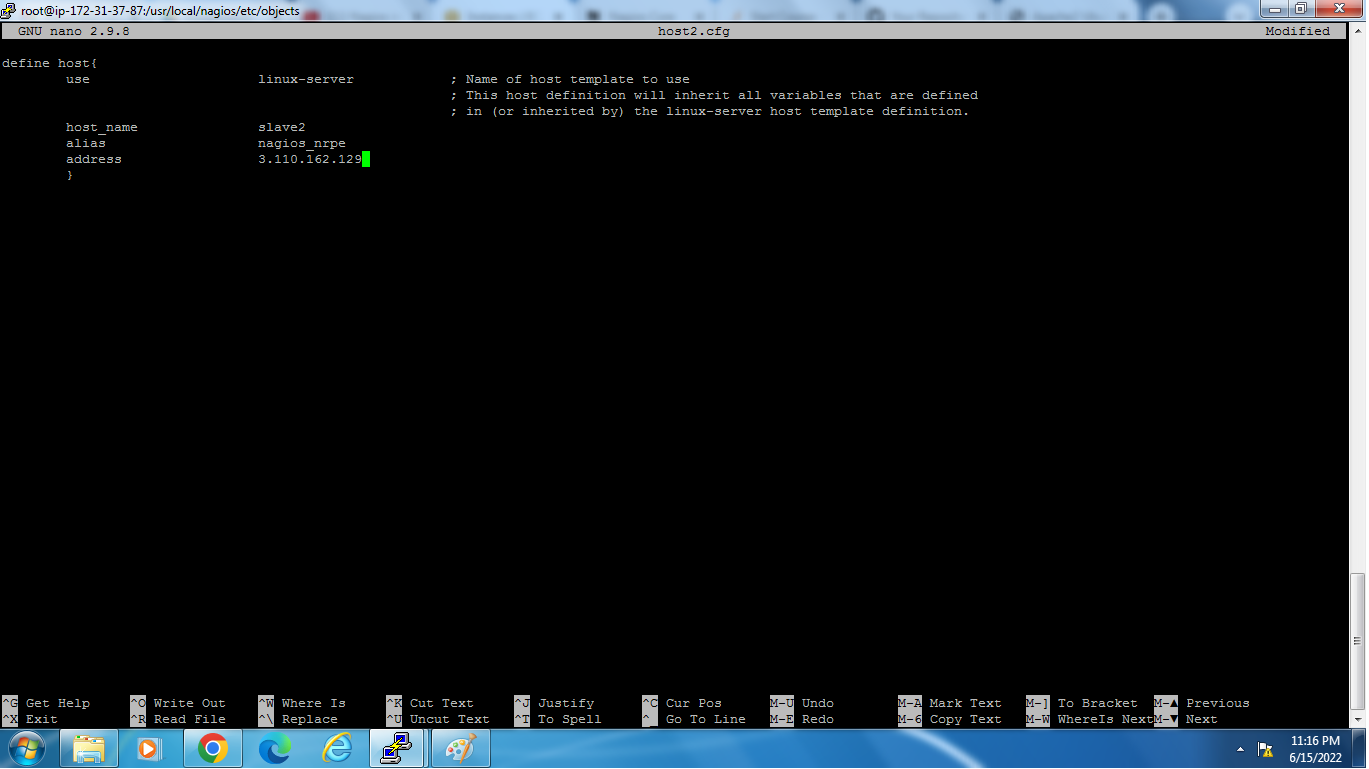 root@ip-172-31-37-87:/usr/local/nagios/etc/objects
GNU nano 2.9.8 host2.cfg Modified
define host{
use linux-server ; Name of host template to use
; This host definition will inherit all variables that are defined
; in (or inherited by) the linux-server host template definition.
host_name slave2
alias nagios_nrpe
address 3.110.162.129
}
^G Get Help ^O Write Out ^W Where Is ^K Cut Text ^J Justify ^C Cur Pos M-U Undo M-A Mark Text M-] To Bracket M-▲ Previous
^X Exit ^R Read File ^\ Replace ^U Uncut Text ^T To Spell ^_ Go To Line M-E Redo M-6 Copy Text M-W WhereIs Next M-▼ Next
11:16 PM
6/15/2022